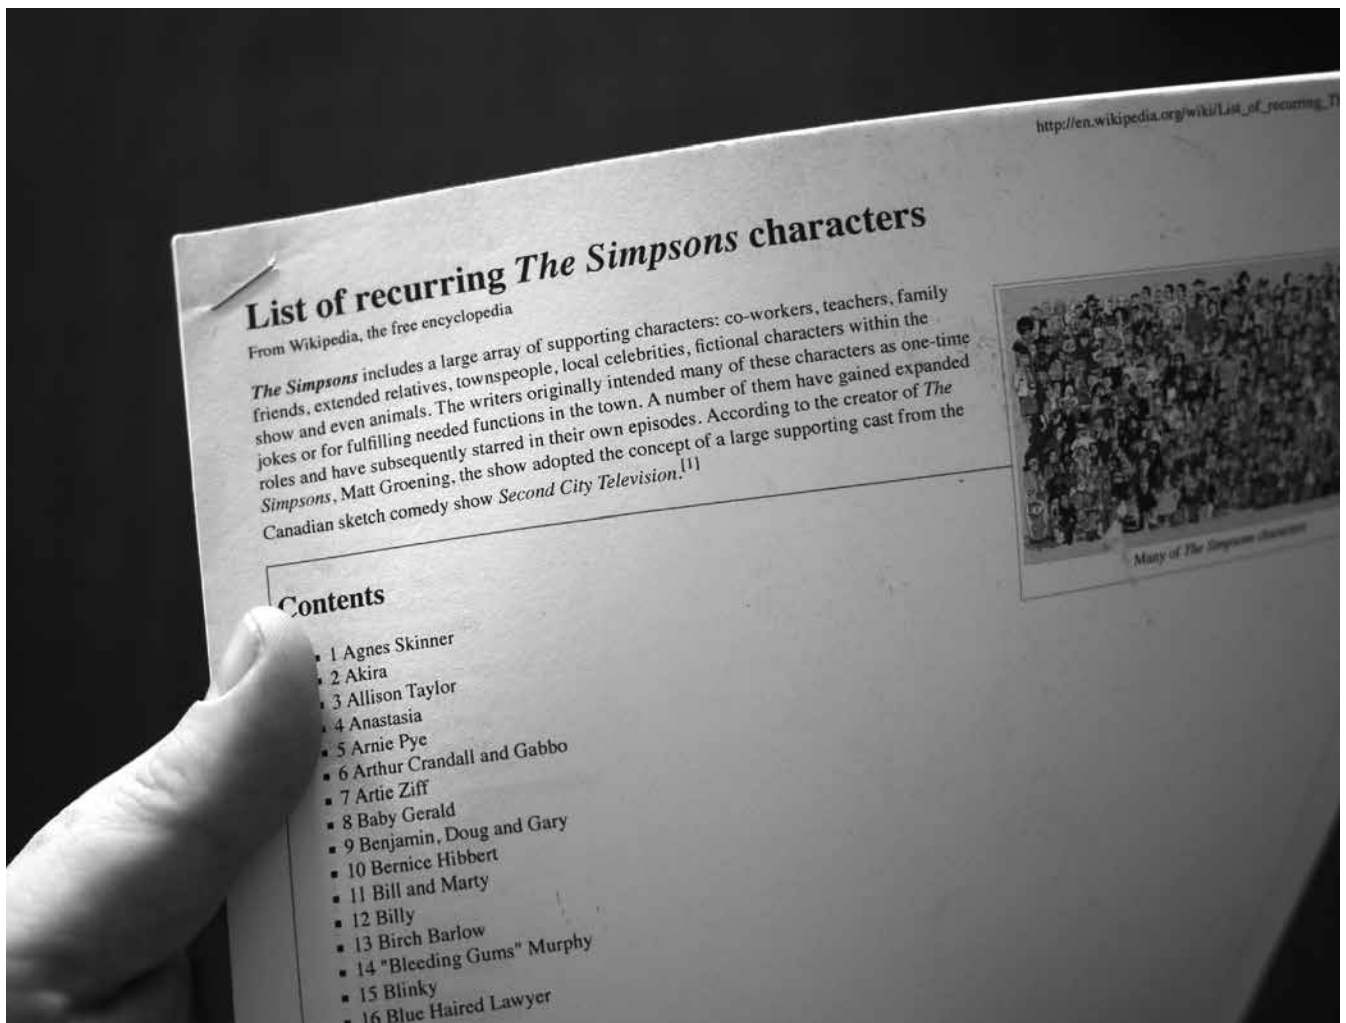 http://en.wikipedia.org/wiki/List_of_recurring_Th
List of recurring The Simpsons characters
From Wikipedia, the free encyclopedia
The Simpsons includes a large array of supporting characters: co-workers, teachers, family
friends, extended relatives, townspeople, local celebrities, fictional characters within the
show and even animals. The writers originally intended many of these characters as one-time
jokes or for fulfilling needed functions in the town. A number of them have gained expanded
roles and have subsequently starred in their own episodes. According to the creator of The
Simpsons, Matt Groening, the show adopted the concept of a large supporting cast from the
Canadian sketch comedy show Second City Television.[1]
Many of The Simpsons characters
Contents
1 Agnes Skinner
2 Akira
3 Allison Taylor
4 Anastasia
5 Arnie Pye
6 Arthur Crandall and Gabbo
7 Artie Ziff
8 Baby Gerald
9 Benjamin, Doug and Gary
10 Bernice Hibbert
11 Bill and Marty
12 Billy
13 Birch Barlow
14 "Bleeding Gums" Murphy
15 Blinky
16 Blue Haired Lawyer